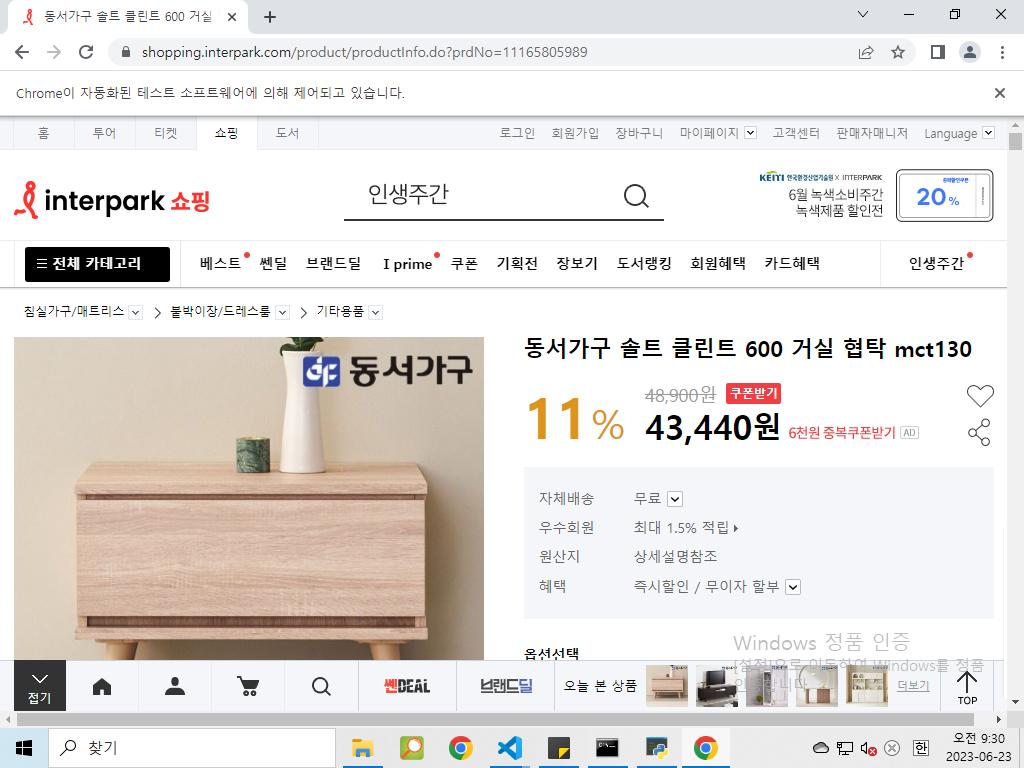 동서가구 솔트 클린트 600 거실
shopping.interpark.com/product/productInfo.do?prdNo=11165805989
Chrome이 자동화된 테스트 소프트웨어에 의해 제어되고 있습니다.
홈 투어 티켓 쇼핑 도서 로그인 회원가입 장바구니 마이페이지 고객센터 판매자매니저 Language
interpark 쇼핑
인생주간
KEITI 한국환경산업기술원 X INTERPARK
6월 녹색소비주간
녹색제품 할인전
20%
전체 카테고리 베스트 쎈딜 브랜드딜 I prime 쿠폰 기획전 장보기 도서랭킹 회원혜택 카드혜택 인생주간
침실가구/매트리스 > 붙박이장/드레스룸 > 기타용품
동서가구
동서가구 솔트 클린트 600 거실 협탁 mct130
11%
48,900원 쿠폰받기
43,440원 6천원 중복쿠폰받기 AD
자체배송 무료
우수회원 최대 1.5% 적립
원산지 상세설명참조
혜택 즉시할인 / 무이자 할부
옵션선택
Windows 정품 인증
[설정]으로 이동하여 Windows를 정품
접기
쎈DEAL
브랜드딜
오늘 본 상품
더보기
TOP
찾기
한
오전 9:30
2023-06-23